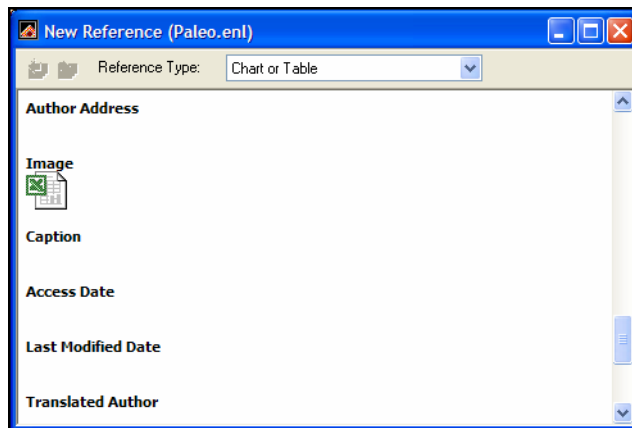 New Reference (Paleo.enl)
Reference Type: Chart or Table
Author Address
Image
Caption
Access Date
Last Modified Date
Translated Author